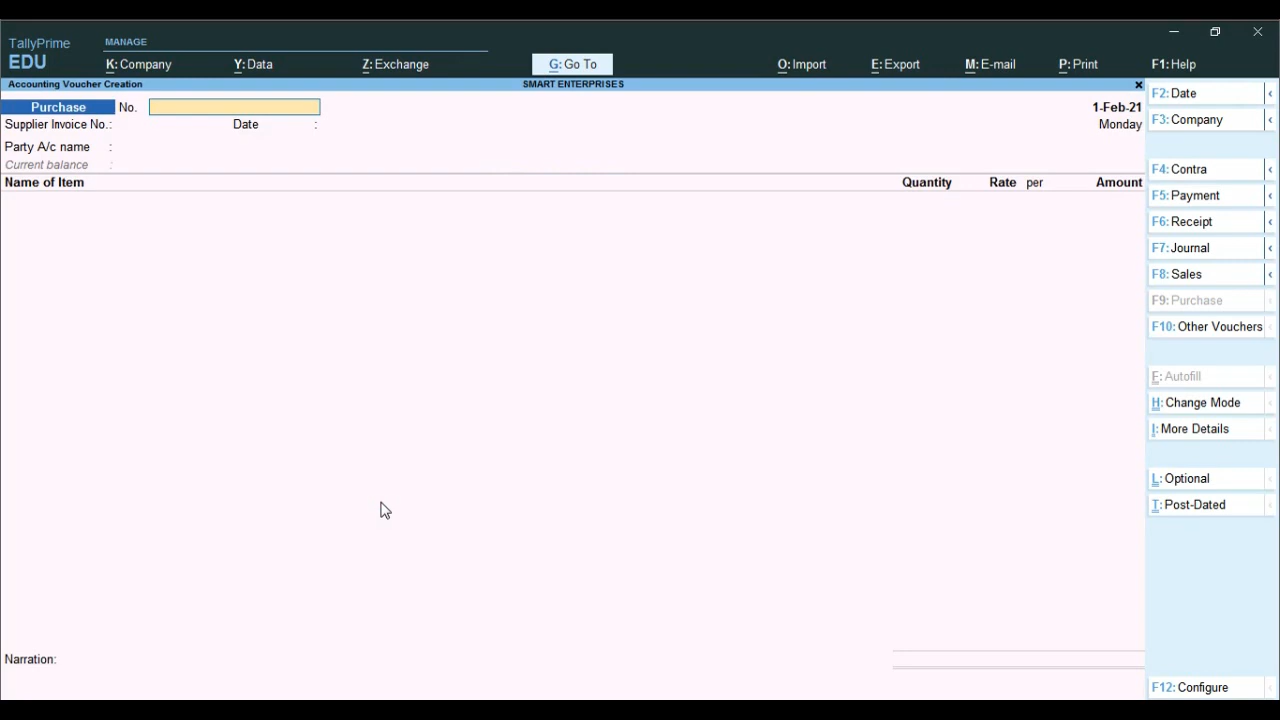 TallyPrime
EDU
MANAGE
K: Company Y: Data Z: Exchange G: Go To O: Import E: Export M: E-mail P: Print F1: Help
Accounting Voucher Creation SMART ENTERPRISES
Purchase No. 1-Feb-21
Supplier Invoice No.: Date : Monday
Party A/c name :
Current balance :
Name of Item Quantity Rate per Amount
Narration:
F2: Date
F3: Company
F4: Contra
F5: Payment
F6: Receipt
F7: Journal
F8: Sales
F9: Purchase
F10: Other Vouchers
E: Autofill
H: Change Mode
I: More Details
L: Optional
T: Post-Dated
F12: Configure